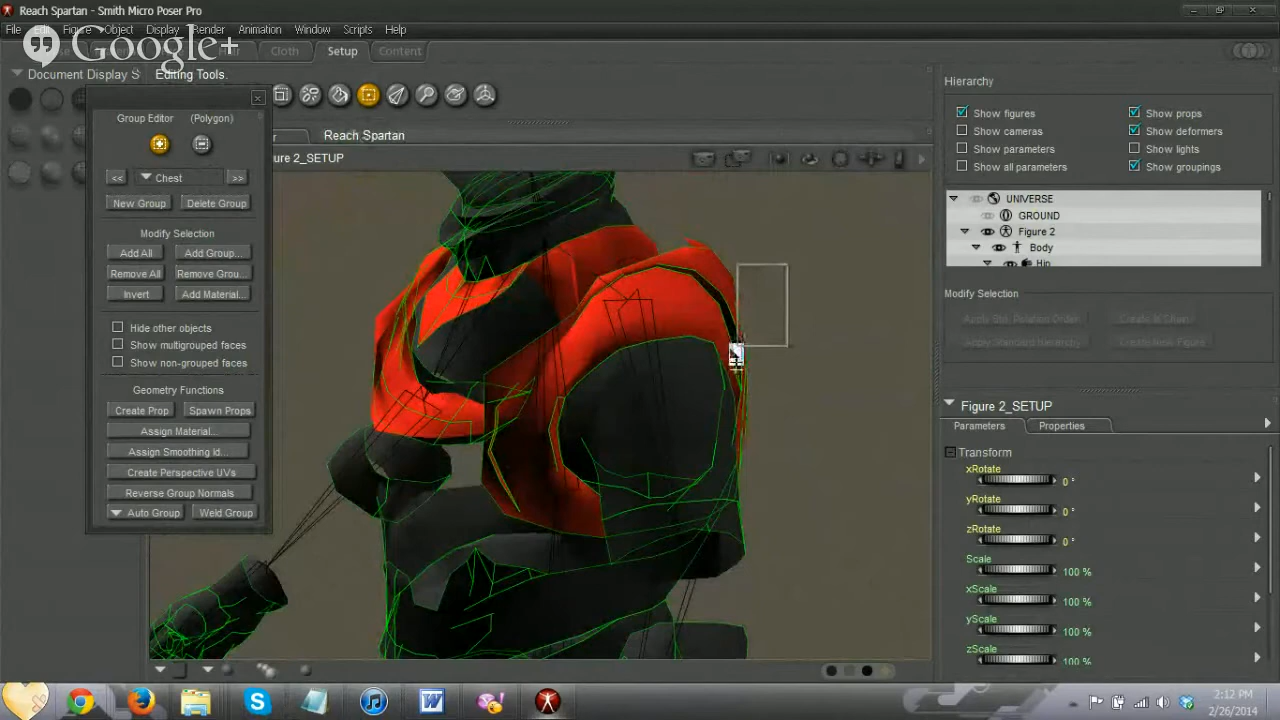 Reach Spartan - Smith Micro Poser Pro
File Edit Figure Object Display Render Animation Window Scripts Help
Google+
Cloth Setup Content
Document Display S Editing Tools.
Group Editor (Polygon)
Reach Spartan
ure 2_SETUP
<< Chest >>
New Group Delete Group
Modify Selection
Add All Add Group...
Remove All Remove Grou...
Invert Add Material...
Hide other objects
Show multigrouped faces
Show non-grouped faces
Geometry Functions
Create Prop Spawn Props
Assign Material...
Assign Smoothing Id...
Create Perspective UVs
Reverse Group Normals
Auto Group Weld Group
Hierarchy
Show figures Show props
Show cameras Show deformers
Show parameters Show lights
Show all parameters Show groupings
UNIVERSE
GROUND
Figure 2
Body
Hip
Modify Selection
Apply Std. Rotation Order Create IK Chain
Apply Standard Hierarchy Create New Figure
Figure 2_SETUP
Parameters Properties
Transform
xRotate
0 °
yRotate
0 °
zRotate
0 °
Scale
100 %
xScale
100 %
yScale
100 %
zScale
100 %
2:12 PM
2/26/2014